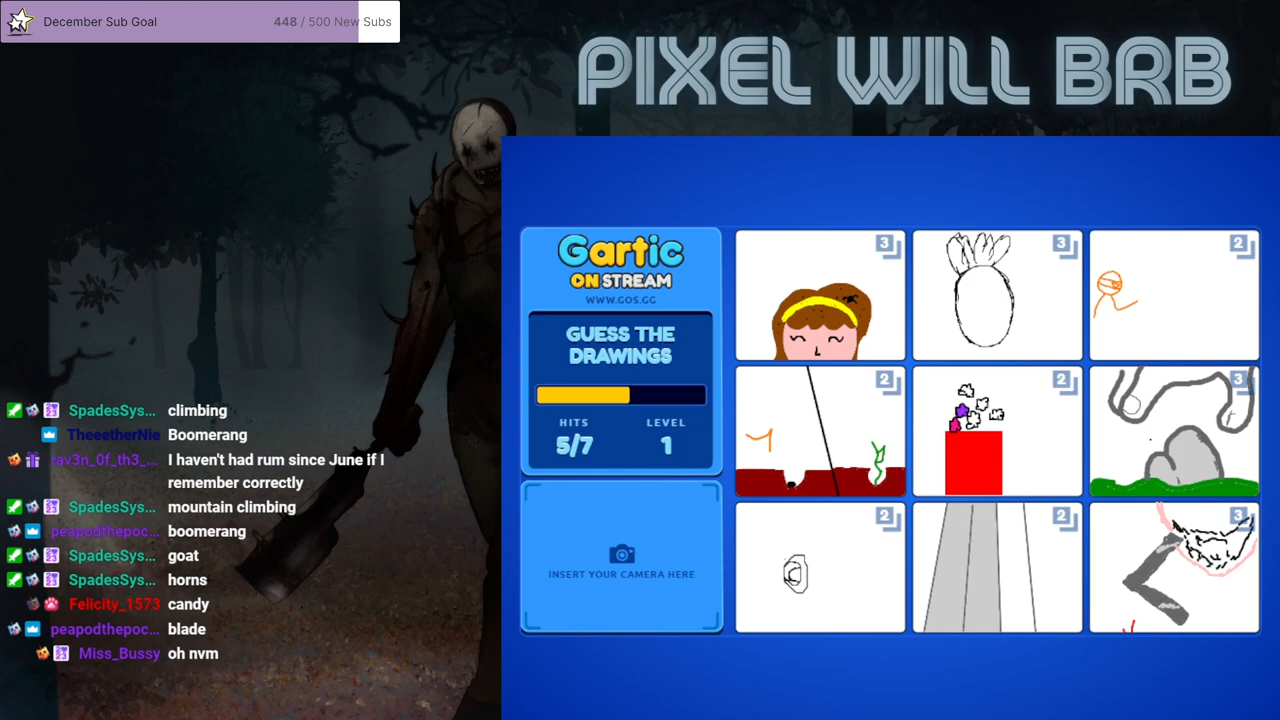 December Sub Goal
448 / 500 New Subs
PIXEL WILL BRB
Gartic
ON STREAM
WWW.GOS.GG
GUESS THE
DRAWINGS
HITS
LEVEL
5/7
1
INSERT YOUR CAMERA HERE
3
3
2
2
2
3
2
2
3
SpadesSys... climbing
TheeetherNie Boomerang
rav3n_0f_th3_... I haven't had rum since June if I
remember correctly
SpadesSys... mountain climbing
peapodthepoc... boomerang
SpadesSys... goat
SpadesSys... horns
Felicity_1573 candy
peapodthepoc... blade
Miss_Bussy oh nvm